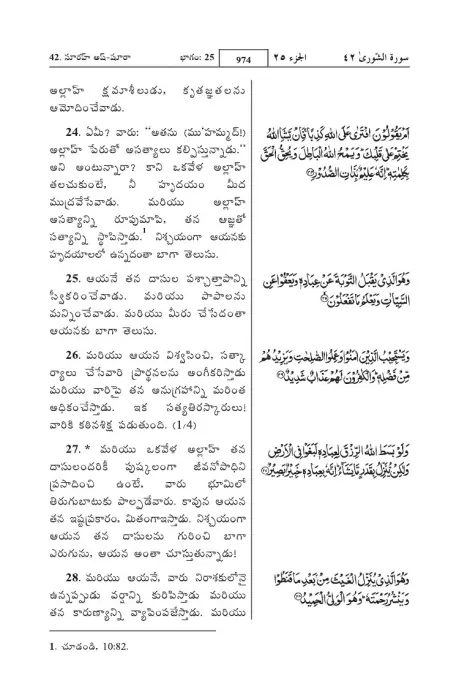 42. సూరహ్ అష్-షూరా
భాగం: 25
974
الجزء ٢٥
سورة الشورىٰ ٤٢
అల్లాహ్ క్షమాశీలుడు, కృతజ్ఞతలను
ఆమోదించేవాడు.
24. ఏమీ? వారు: "అతను (ము'హమ్మద్!)
అల్లాహ్ పేరుతో అసత్యాలు కల్పిస్తున్నాడు."
అని అంటున్నారా? కాని ఒకవేళ అల్లాహ్
తలచుకుంటే, నీ హృదయం మీద
ముద్రవేసేవాడు. మరియు అల్లాహ్
అసత్యాన్ని రూపుమాపి, తన ఆజ్ఞతో
సత్యాన్ని స్థాపిస్తాడు.1 నిశ్చయంగా ఆయనకు
హృదయాలలో ఉన్నదంతా బాగా తెలుసు.
25. ఆయనే తన దాసుల పశ్చాత్తాపాన్ని
స్వీకరించేవాడు. మరియు పాపాలను
మన్నించేవాడు. మరియు మీరు చేసేదంతా
ఆయనకు బాగా తెలుసు.
26. మరియు ఆయన విశ్వసించి, సత్కా
ర్యాలు చేసేవారి ప్రార్థనలను అంగీకరిస్తాడు
మరియు వారిపై తన అనుగ్రహాన్ని మరింత
అధికంచేస్తాడు. ఇక సత్యతిరస్కారులు!
వారికి కఠినశిక్ష పడుతుంది. (1/4)
27. * మరియు ఒకవేళ అల్లాహ్ తన
దాసులందరికీ పుష్కలంగా జీవనోపాధిని
ప్రసాదించి ఉంటే, వారు భూమిలో
తిరుగుబాటుకు పాల్పడేవారు. కావున ఆయన
తన ఇష్టప్రకారం, మితంగాఇస్తాడు. నిశ్చయంగా
ఆయన తన దాసులను గురించి బాగా
ఎరుగును, ఆయన అంతా చూస్తుతున్నాడు!
28. మరియు ఆయనే, వారు నిరాశకులోనై
ఉన్నప్పుడు వర్షాన్ని కురిపిస్తాడు మరియు
తన కారుణ్యాన్ని వ్యాపింపజేస్తాడు. మరియు
أَمْ يَقُولُونَ افْتَرَىٰ عَلَى اللَّهِ كَذِبًا فَإِن يَشَإِ اللَّهُ
يَخْتِمْ عَلَىٰ قَلْبِكَ وَيَمْحُ اللَّهُ الْبَاطِلَ وَيُحِقُّ الْحَقَّ
بِكَلِمَاتِهِ إِنَّهُ عَلِيمٌ بِذَاتِ الصُّدُورِ
وَهُوَ الَّذِي يَقْبَلُ التَّوْبَةَ عَنْ عِبَادِهِ وَيَعْفُو عَنِ
السَّيِّئَاتِ وَيَعْلَمُ مَا تَفْعَلُونَ
وَيَسْتَجِيبُ الَّذِينَ آمَنُوا وَعَمِلُوا الصَّالِحَاتِ وَيَزِيدُهُم
مِّن فَضْلِهِ وَالْكَافِرُونَ لَهُمْ عَذَابٌ شَدِيدٌ
وَلَوْ بَسَطَ اللَّهُ الرِّزْقَ لِعِبَادِهِ لَبَغَوْا فِي الْأَرْضِ
وَلَٰكِن يُنَزِّلُ بِقَدَرٍ مَّا يَشَاءُ إِنَّهُ بِعِبَادِهِ خَبِيرٌ بَصِيرٌ
وَهُوَ الَّذِي يُنَزِّلُ الْغَيْثَ مِن بَعْدِ مَا قَنَطُوا
وَيَنشُرُ رَحْمَتَهُ وَهُوَ الْوَلِيُّ الْحَمِيدُ
1. చూడండి, 10:82.